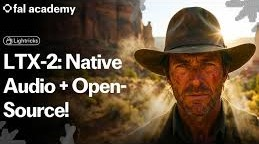 fal academy
Lightricks
LTX-2: Native
Audio + Open-
Source!